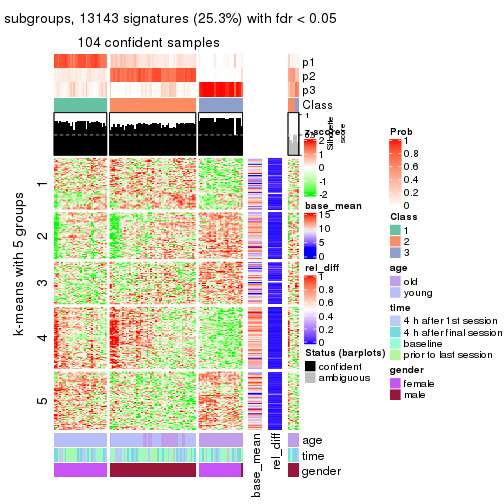 subgroups, 13143 signatures (25.3%) with fdr < 0.05
104 confident samples
p1
p2
p3
Class
1
Silhouette
score
z-score
2
1
0
-1
-2
base_mean
15
10
5
0
rel_diff
1
0.8
0.6
0.4
0.2
0
Status (barplots)
confident
ambiguous
Prob
1
0.8
0.6
0.4
0.2
0
Class
1
2
3
age
old
young
time
4 h after 1st session
4 h after final session
baseline
prior to last session
gender
female
male
k-means with 5 groups
1
2
3
4
5
base_mean
rel_diff
age
time
gender